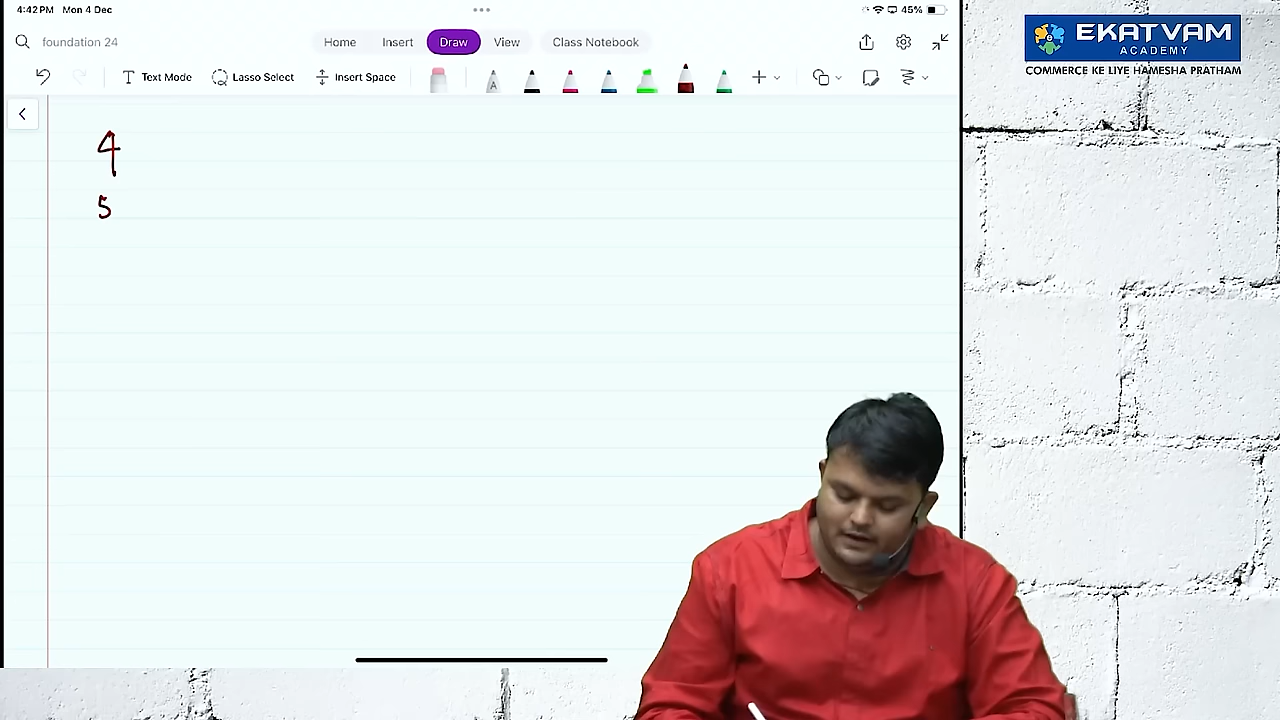 4:42 PM Mon 4 Dec
45%
foundation 24
Home Insert Draw View Class Notebook
Text Mode Lasso Select Insert Space
A
4
5
EKATVAM
ACADEMY
COMMERCE KE LIYE HAMESHA PRATHAM